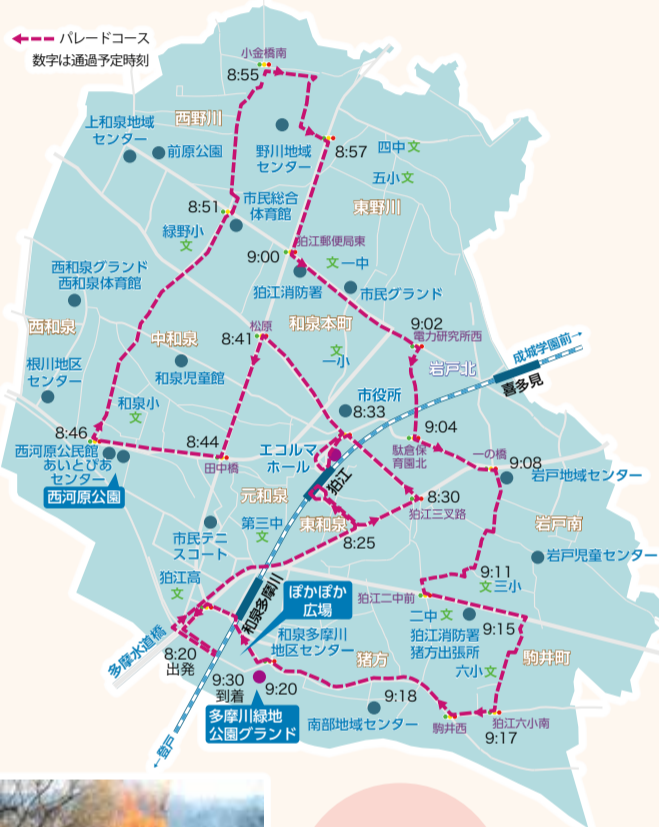 パレードコース
数字は通過予定時刻
小金橋南
8:55
西野川
上和泉地域
センター
前原公園
野川地域
センター
8:57
四中文
五小文
東野川
8:51
市民総合
体育館
緑野小
文
狛江郵便局東
9:00
文一中
狛江消防署
市民グランド
西和泉グランド
西和泉体育館
西和泉
中和泉
松原
8:41
和泉本町
9:02
電力研究所西
成城学園前→
喜多見
岩戸北
文
一小
和泉児童館
根川地区
センター
和泉小
文
市役所
8:33
9:04
駄倉保
育園北
一の橋
9:08
岩戸地域センター
8:46
西河原公民館
あいとぴあ
センター
西河原公園
8:44
田中橋
エコルマ
ホール
狛江
8:30
狛江三叉路
岩戸南
元和泉
東和泉
8:25
市民テニ
スコート
第三中
文
岩戸児童センター
狛江高
文
和泉多摩川
ぽかぽか
広場
狛江二中前
9:11
文三小
二中文
狛江消防署
猪方出張所
9:15
駒井町
多摩水道橋
8:20
出発
和泉多摩川
地区センター
猪方
六小文
9:30
到着
9:20
多摩川緑地
公園グランド
9:18
南部地域センター
駒井西
狛江六小南
9:17
←登戸